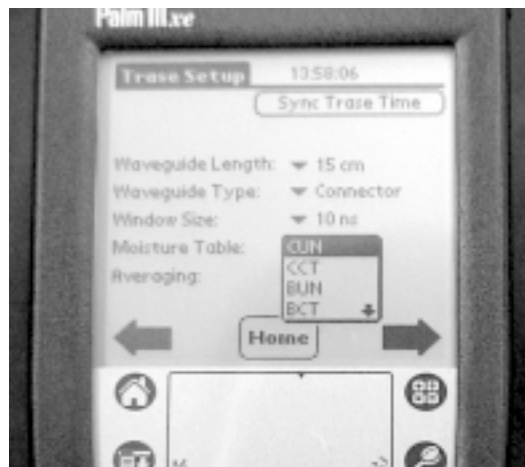 Palm IIIxe
Trase Setup 13:58:06
Sync Trase Time
Waveguide Length: 15 cm
Waveguide Type: Connector
Window Size: 10 ns
Moisture Table: CUN
CCT
Averaging: BUN
BCT
Home